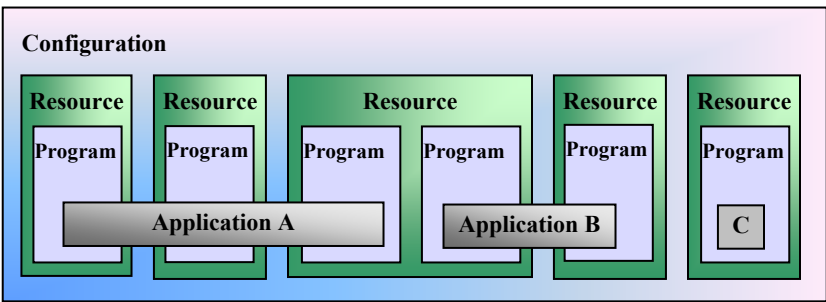 Configuration
Resource Resource Resource Resource Resource
Program Program Program Program Program Program
Application A Application B C